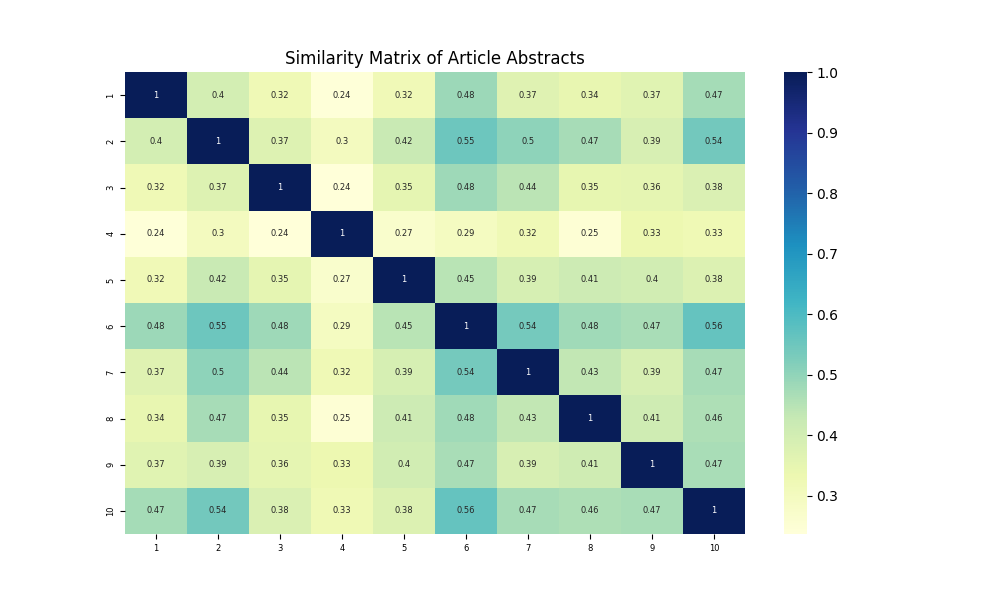 Similarity Matrix of Article Abstracts
1 1 0.4 0.32 0.24 0.32 0.48 0.37 0.34 0.37 0.47
2 0.4 1 0.37 0.3 0.42 0.55 0.5 0.47 0.39 0.54
3 0.32 0.37 1 0.24 0.35 0.48 0.44 0.35 0.36 0.38
4 0.24 0.3 0.24 1 0.27 0.29 0.32 0.25 0.33 0.33
5 0.32 0.42 0.35 0.27 1 0.45 0.39 0.41 0.4 0.38
6 0.48 0.55 0.48 0.29 0.45 1 0.54 0.48 0.47 0.56
7 0.37 0.5 0.44 0.32 0.39 0.54 1 0.43 0.39 0.47
8 0.34 0.47 0.35 0.25 0.41 0.48 0.43 1 0.41 0.46
9 0.37 0.39 0.36 0.33 0.4 0.47 0.39 0.41 1 0.47
10 0.47 0.54 0.38 0.33 0.38 0.56 0.47 0.46 0.47 1
1 2 3 4 5 6 7 8 9 10
1.0
0.9
0.8
0.7
0.6
0.5
0.4
0.3